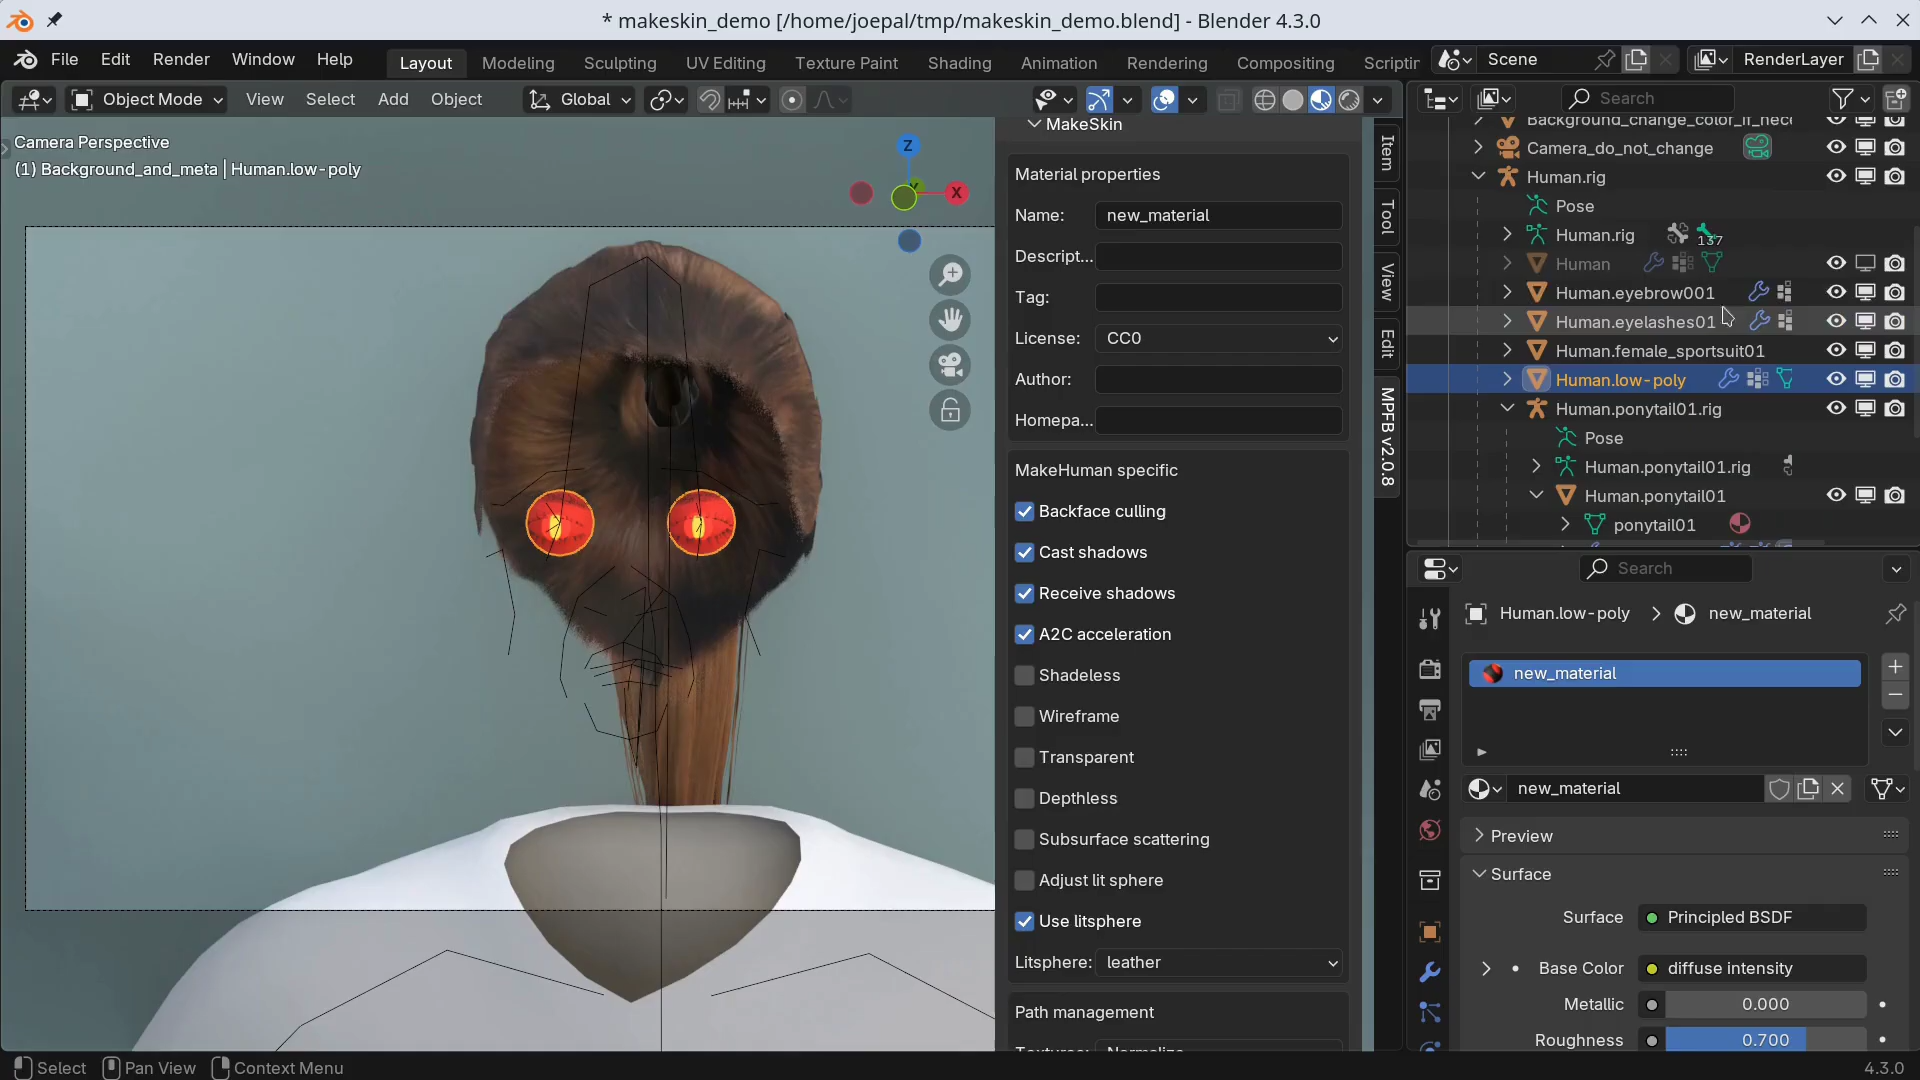 * makeskin_demo [/home/joepal/tmp/makeskin_demo.blend] - Blender 4.3.0
File Edit Render Window Help Layout Modeling Sculpting UV Editing Texture Paint Shading Animation Rendering Compositing Scriptin Scene RenderLayer
Object Mode View Select Add Object Global Search
Camera Perspective
(1) Background_and_meta | Human.low-poly
Z
X
MakeSkin
Material properties
Name: new_material
Descript...
Tag:
License: CC0
Author:
Homepa...
MakeHuman specific
Backface culling
Cast shadows
Receive shadows
A2C acceleration
Shadeless
Wireframe
Transparent
Depthless
Subsurface scattering
Adjust lit sphere
Use litsphere
Litsphere: leather
Path management
Textures: Normalize
Item
Tool
View
Edit
MPFB v2.0.8
Background_change_color_if_nece
Camera_do_not_change
Human.rig
Pose
Human.rig 137
Human
Human.eyebrow001
Human.eyelashes01
Human.female_sportsuit01
Human.low-poly
Human.ponytail01.rig
Pose
Human.ponytail01.rig
Human.ponytail01
ponytail01
Search
Human.low-poly > new_material
new_material
new_material
Preview
Surface
Surface Principled BSDF
Base Color diffuse intensity
Metallic 0.000
Roughness 0.700
Select Pan View Context Menu 4.3.0